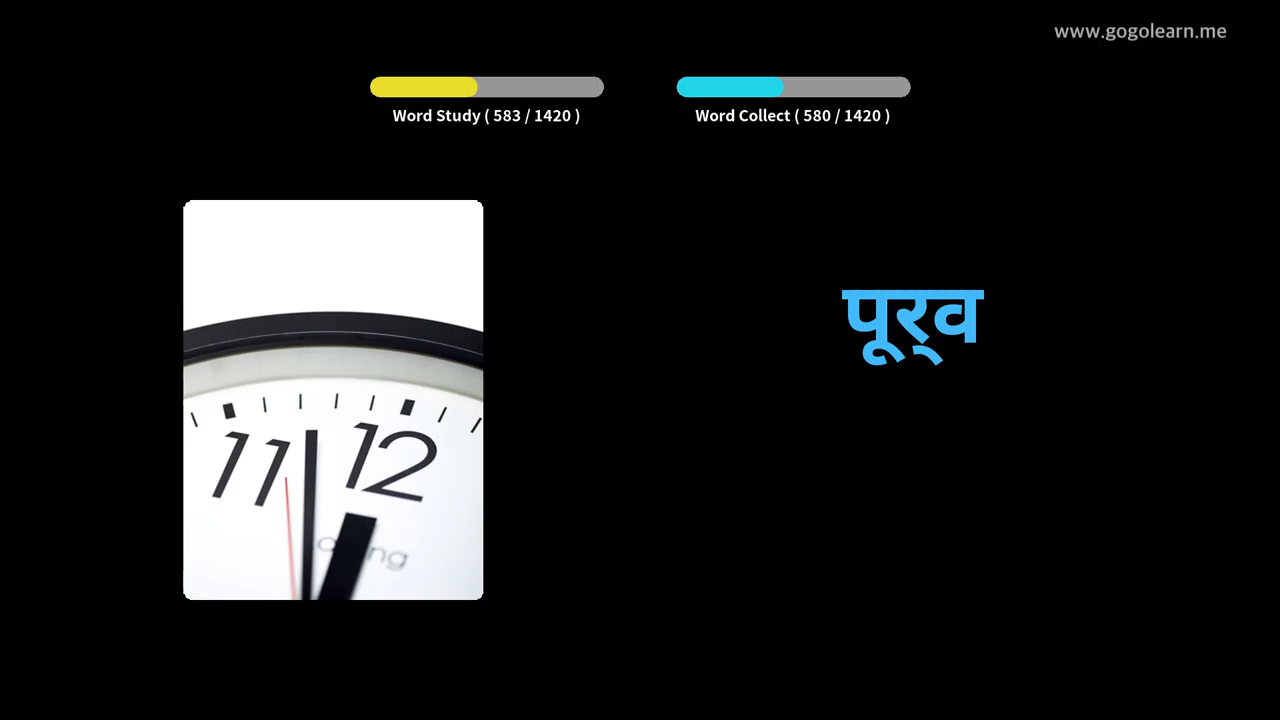 www.gogolearn.me
Word Study ( 583 / 1420 )
Word Collect ( 580 / 1420 )
पूर्‌व
11 12